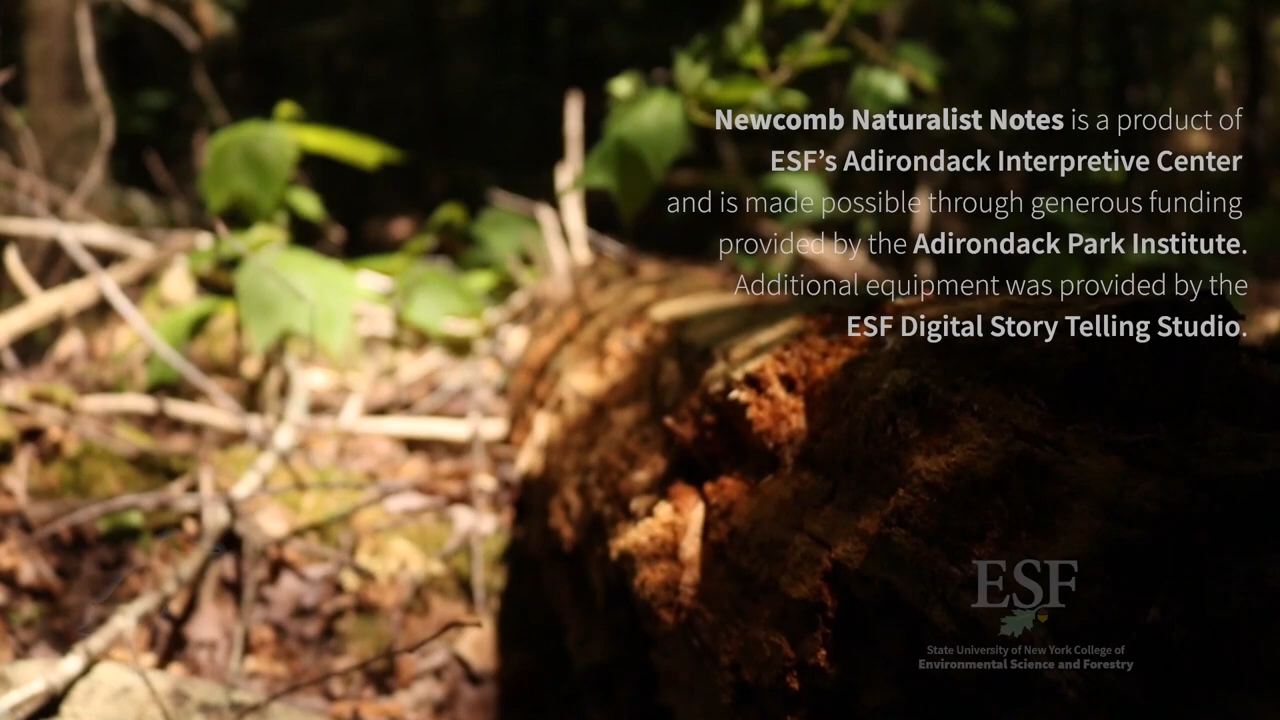 Newcomb Naturalist Notes is a product of
ESF’s Adirondack Interpretive Center
and is made possible through generous funding
provided by the Adirondack Park Institute.
Additional equipment was provided by the
ESF Digital Story Telling Studio.
ESF
State University of New York College of
Environmental Science and Forestry